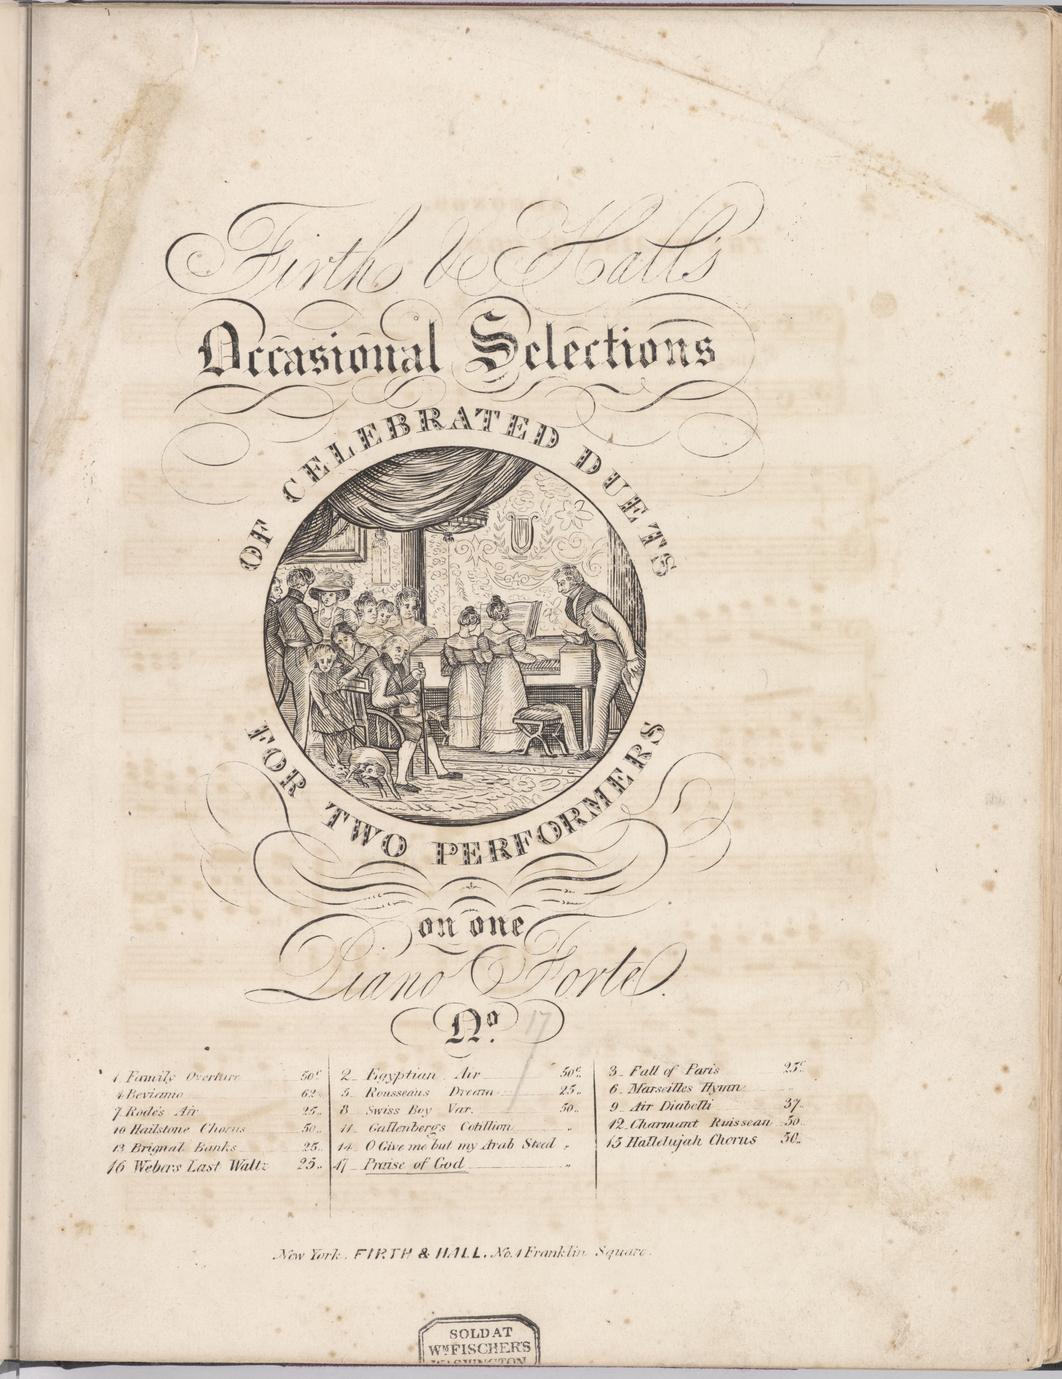 Firth & Hall's
Occasional Selections
OF CELEBRATED DUETS
FOR TWO PERFORMERS
on one
Piano Forte.
No. 17
1 Family Overture 50c 2 Egyptian Air 50c. 3 Fall of Paris 25c.
4 Beviamo 62 5 Rousseaus Dream 25 6 Marseilles Hymn
7 Rode's Air 25 8 Swiss Boy Var. 50 9 Air Diabelli 37
10 Hailstone Chorus 50 11 Gallenberg's Cotillion " 12 Charmant Ruissean 50
13 Brignal Banks 25 14 O Give me but my Arab Steed " 15 Hallelujah Chorus 50
16 Webers Last Waltz 25 17 Praise of God "
New York. FIRTH & HALL. No. 1 Franklin Square.
SOLD AT
WM FISCHER'S
WASHINGTON